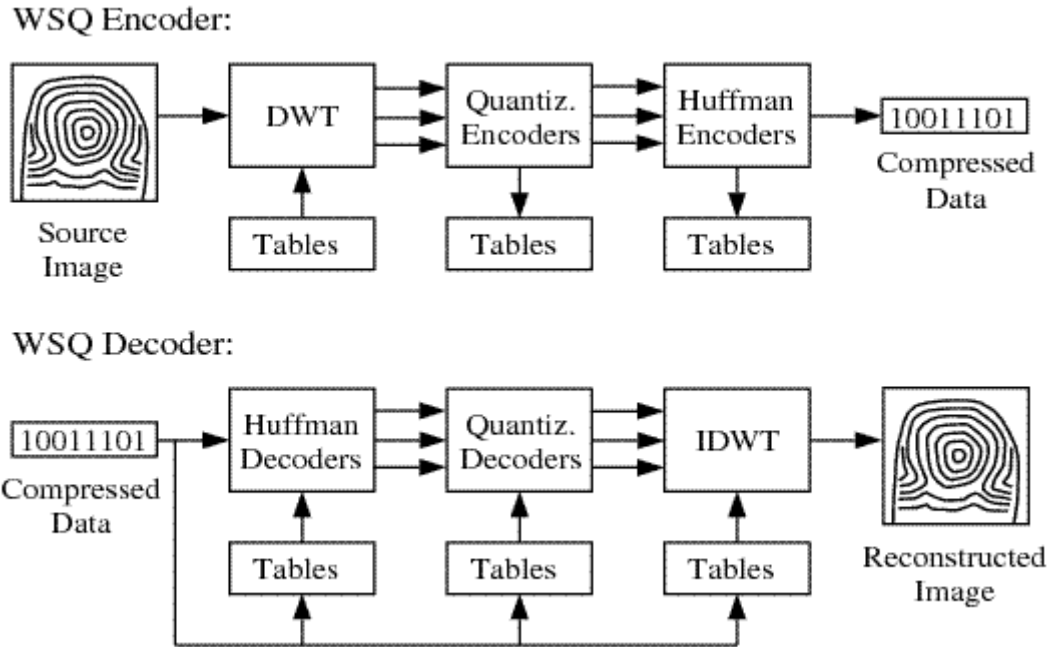 WSQ Encoder:
DWT
Quantiz.
Encoders
Huffman
Encoders
10011101
Compressed
Data
Source
Image
Tables
Tables
Tables
WSQ Decoder:
10011101
Compressed
Data
Huffman
Decoders
Quantiz.
Decoders
IDWT
Tables
Tables
Tables
Reconstructed
Image